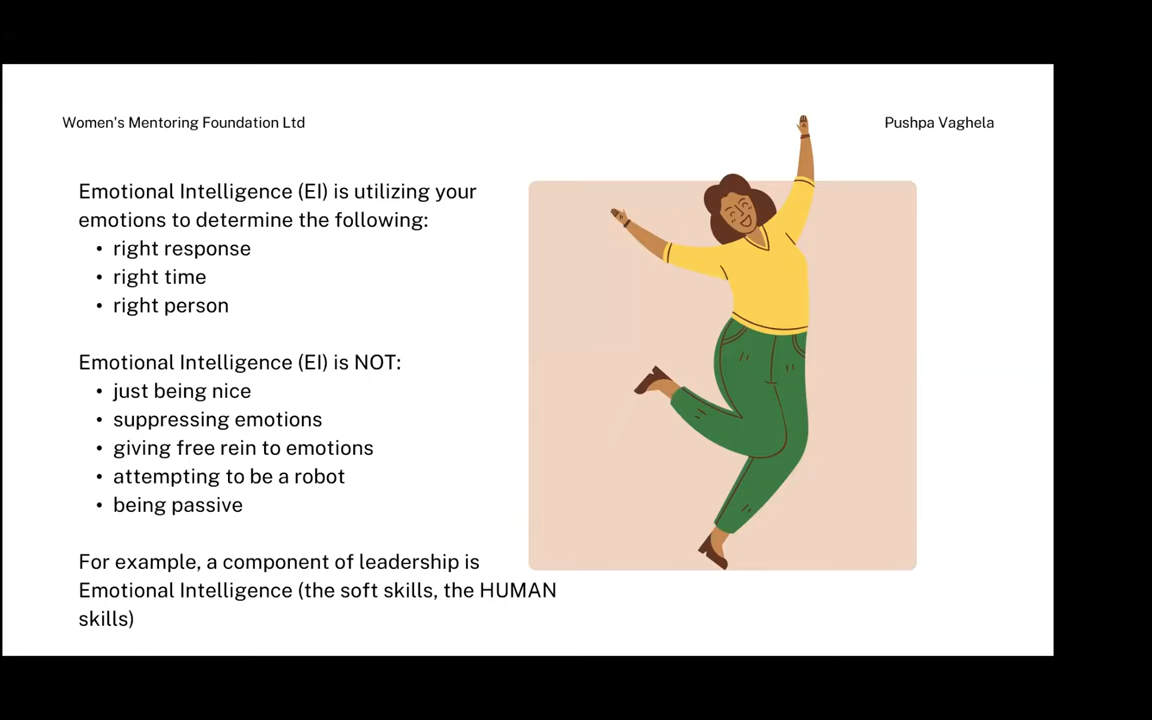 Women's Mentoring Foundation Ltd
Pushpa Vaghela
Emotional Intelligence (EI) is utilizing your
emotions to determine the following:
• right response
• right time
• right person
Emotional Intelligence (EI) is NOT:
• just being nice
• suppressing emotions
• giving free rein to emotions
• attempting to be a robot
• being passive
For example, a component of leadership is
Emotional Intelligence (the soft skills, the HUMAN
skills)